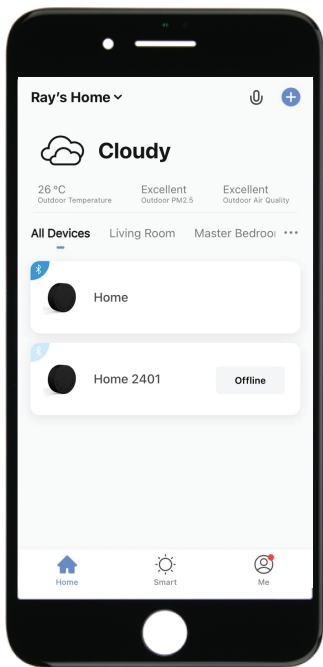 Ray's Home
Cloudy
26 °C Excellent Excellent
Outdoor Temperature Outdoor PM2.5 Outdoor Air Quality
All Devices Living Room Master Bedroo
Home
Home 2401 Offline
Home Smart Me